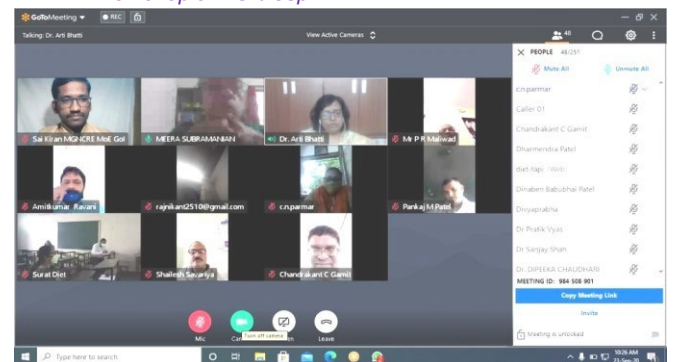 GoToMeeting
REC
Talking: Dr. Arti Bhatti
View Active Cameras
48
PEOPLE 48/251
Mute All
Unmute All
Sai Kiran MGNCRE MoE GoI
MEERA SUBRAMANIAN
Dr. Arti Bhatti
Mr P R Maliwad
Amitkumar Ravani
rajnikant2510@gmail.com
c.n.parmar
Pankaj M Patel
Surat Diet
Shailesh Savariya
Chandrakant C Gamit
c.n.parmar
Caller 01
Chandrakant C Gamit
Dharmendra Patel
diet tapi (Web)
Dinaben Babubhai Patel
Divyaprabha
Dr Pratik Vyas
Dr Sanjay Shah
Dr. DIPEEKA CHAUDHARI
MEETING ID: 984-508-901
Copy Meeting Link
Invite
Meeting is unlocked
Mic
Turn off camera
Leave
Type here to search
10:26 AM
23-Sep-20